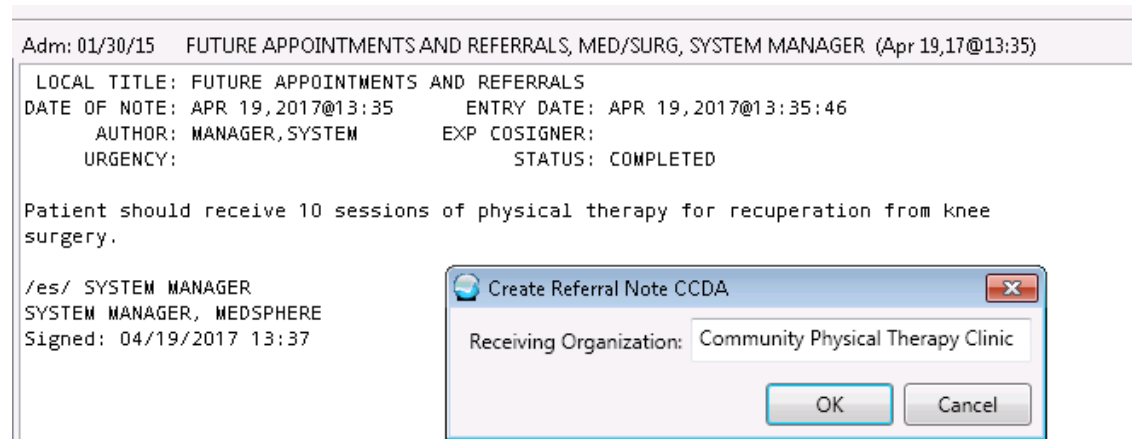 Adm: 01/30/15 FUTURE APPOINTMENTS AND REFERRALS, MED/SURG, SYSTEM MANAGER (Apr 19,17@13:35)
LOCAL TITLE: FUTURE APPOINTMENTS AND REFERRALS
DATE OF NOTE: APR 19,2017@13:35 ENTRY DATE: APR 19,2017@13:35:46
AUTHOR: MANAGER,SYSTEM EXP COSIGNER:
URGENCY: STATUS: COMPLETED
Patient should receive 10 sessions of physical therapy for recuperation from knee
surgery.
/es/ SYSTEM MANAGER
SYSTEM MANAGER, MEDSPHERE
Signed: 04/19/2017 13:37
Create Referral Note CCDA
Receiving Organization: Community Physical Therapy Clinic
OK Cancel